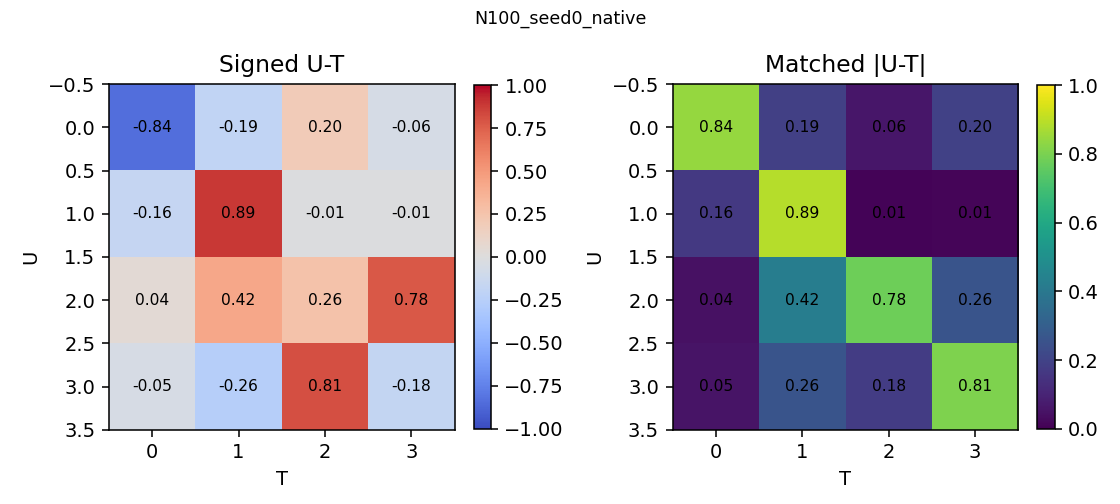 N100_seed0_native
Signed U-T
−0.5
0.0
0.5
1.0
1.5
2.0
2.5
3.0
3.5
U
-0.84 -0.19 0.20 -0.06
-0.16 0.89 -0.01 -0.01
0.04 0.42 0.26 0.78
-0.05 -0.26 0.81 -0.18
0 1 2 3
T
1.00
0.75
0.50
0.25
0.00
−0.25
−0.50
−0.75
−1.00
Matched |U-T|
−0.5
0.0
0.5
1.0
1.5
2.0
2.5
3.0
3.5
U
0.84 0.19 0.06 0.20
0.16 0.89 0.01 0.01
0.04 0.42 0.78 0.26
0.05 0.26 0.18 0.81
0 1 2 3
T
1.0
0.8
0.6
0.4
0.2
0.0